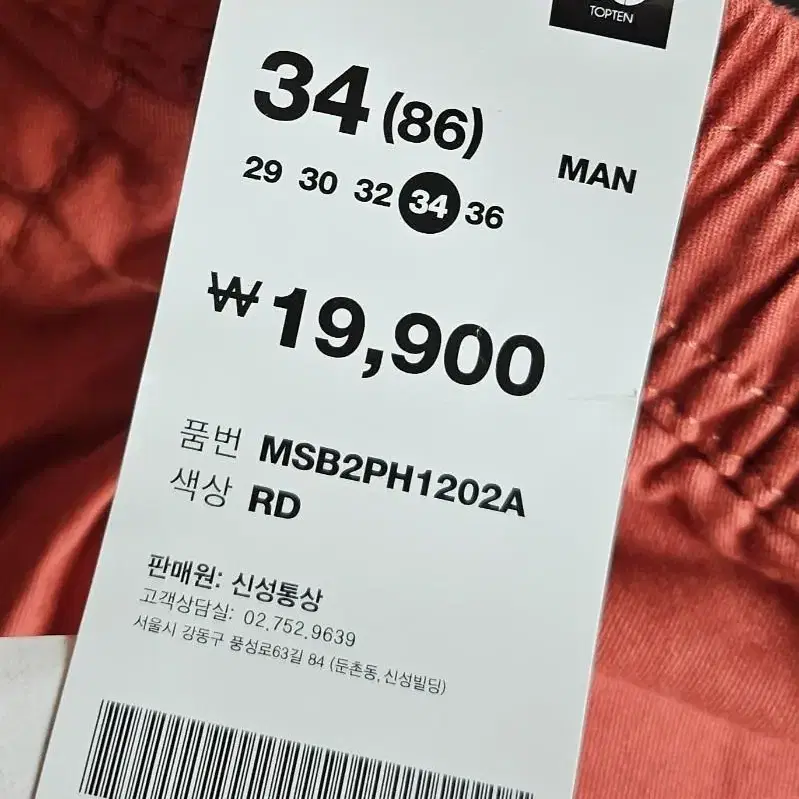 TOPTEN
34 (86)
MAN
29 30 32 34 36
₩19,900
품번 MSB2PH1202A
색상 RD
판매원: 신성통상
고객상담실: 02.752.9639
서울시 강동구 풍성로63길 84 (둔촌동, 신성빌딩)